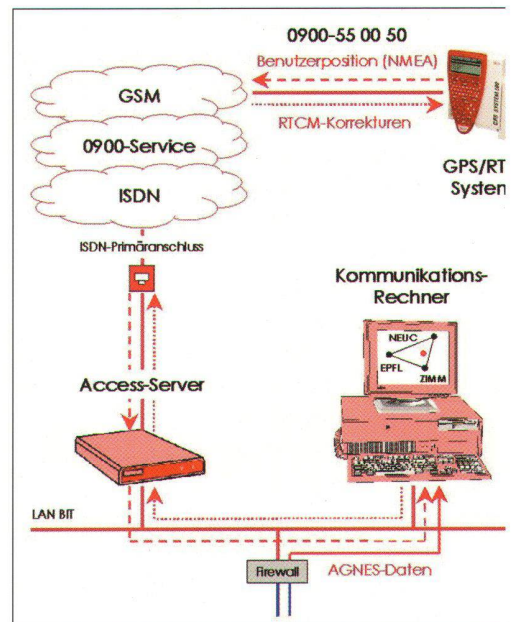 0900-55 00 50
Benutzerposition (NMEA)
GSM
RTCM-Korrekturen
0900-Service
GPS/RT
System
ISDN
ISDN-Primäranschluss
Kommunikations-
Rechner
NEUC
EPFL
ZIMM
Access-Server
LAN BIT
Firewall
AGNES-Daten